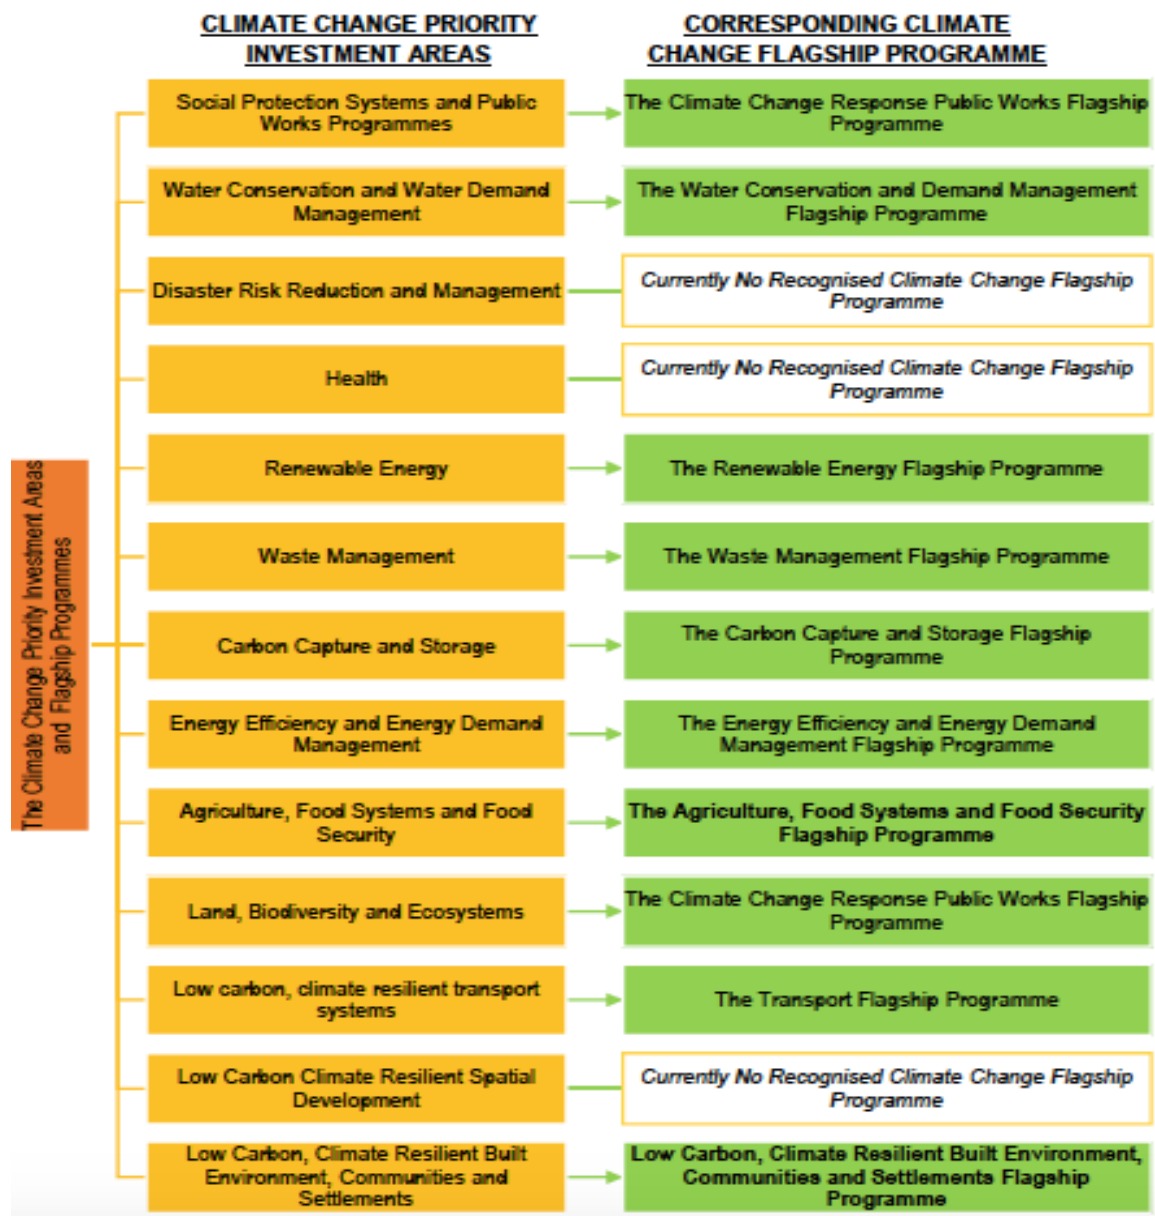 CLIMATE CHANGE PRIORITY
INVESTMENT AREAS
CORRESPONDING CLIMATE
CHANGE FLAGSHIP PROGRAMME
The Climate Change Priority Investment Areas
and Flagship Programmes
Social Protection Systems and Public
Works Programmes
The Climate Change Response Public Works Flagship
Programme
Water Conservation and Water Demand
Management
The Water Conservation and Demand Management
Flagship Programme
Disaster Risk Reduction and Management
Currently No Recognised Climate Change Flagship
Programme
Health
Currently No Recognised Climate Change Flagship
Programme
Renewable Energy
The Renewable Energy Flagship Programme
Waste Management
The Waste Management Flagship Programme
Carbon Capture and Storage
The Carbon Capture and Storage Flagship
Programme
Energy Efficiency and Energy Demand
Management
The Energy Efficiency and Energy Demand
Management Flagship Programme
Agriculture, Food Systems and Food
Security
The Agriculture, Food Systems and Food Security
Flagship Programme
Land, Biodiversity and Ecosystems
The Climate Change Response Public Works Flagship
Programme
Low carbon, climate resilient transport
systems
The Transport Flagship Programme
Low Carbon Climate Resilient Spatial
Development
Currently No Recognised Climate Change Flagship
Programme
Low Carbon, Climate Resilient Built
Environment, Communities and
Settlements
Low Carbon, Climate Resilient Built Environment,
Communities and Settlements Flagship
Programme